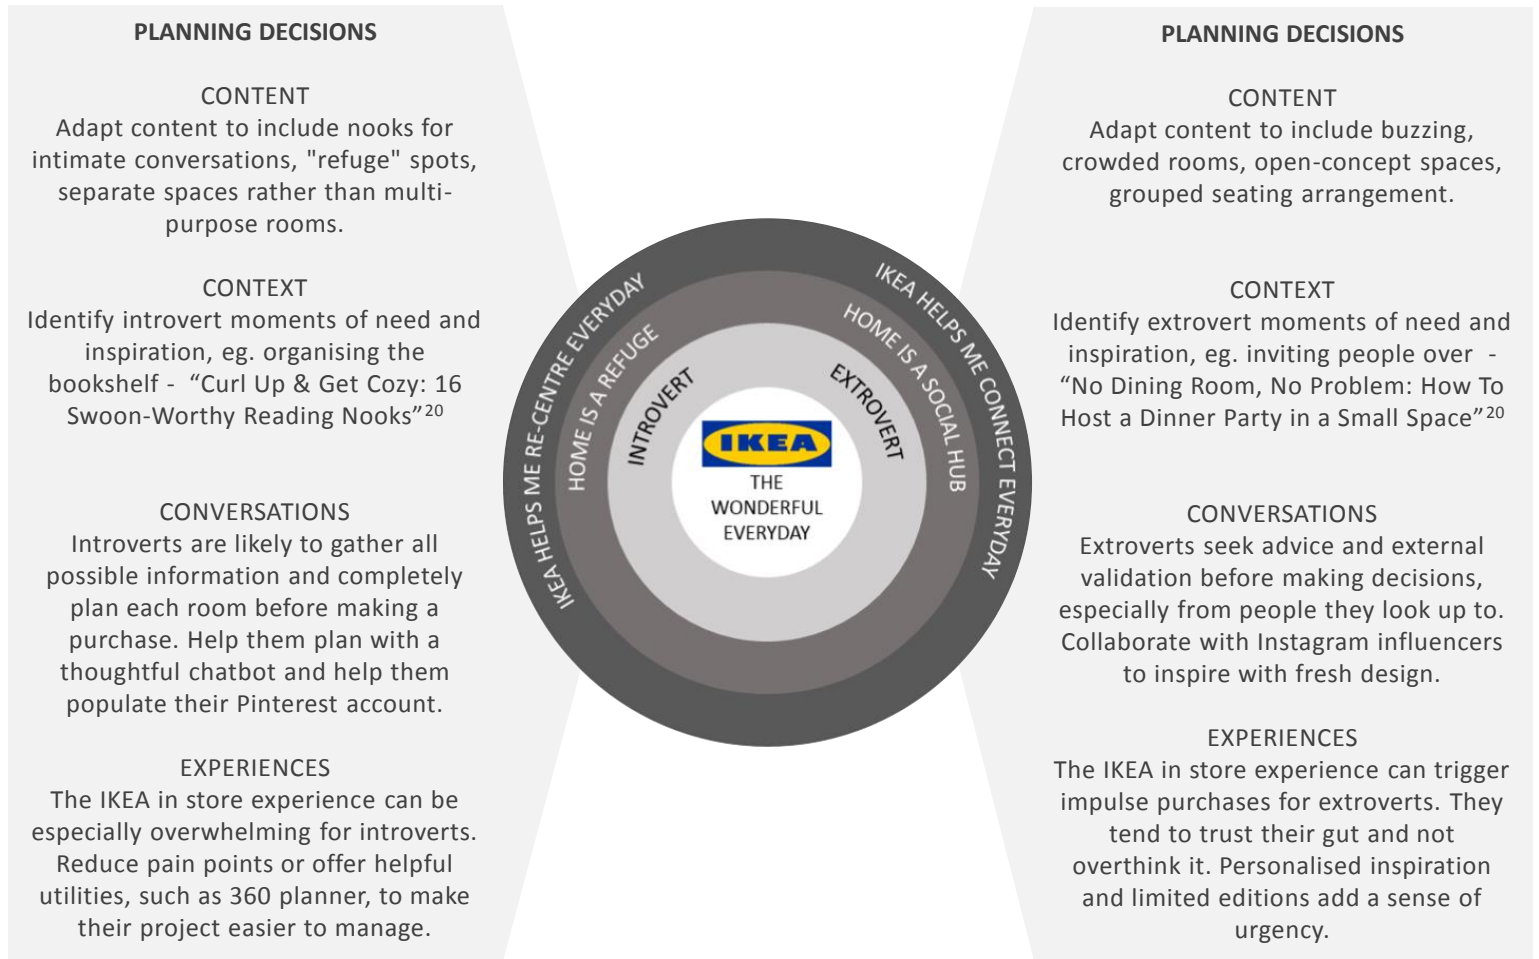 PLANNING DECISIONS
CONTENT
Adapt content to include nooks for
intimate conversations, "refuge" spots,
separate spaces rather than multi-
purpose rooms.
CONTEXT
Identify introvert moments of need and
inspiration, eg. organising the
bookshelf - “Curl Up & Get Cozy: 16
Swoon-Worthy Reading Nooks”20
CONVERSATIONS
Introverts are likely to gather all
possible information and completely
plan each room before making a
purchase. Help them plan with a
thoughtful chatbot and help them
populate their Pinterest account.
EXPERIENCES
The IKEA in store experience can be
especially overwhelming for introverts.
Reduce pain points or offer helpful
utilities, such as 360 planner, to make
their project easier to manage.
IKEA HELPS ME RE-CENTRE EVERYDAY
HOME IS A REFUGE
INTROVERT
IKEA
THE
WONDERFUL
EVERYDAY
EXTROVERT
HOME IS A SOCIAL HUB
IKEA HELPS ME CONNECT EVERYDAY
PLANNING DECISIONS
CONTENT
Adapt content to include buzzing,
crowded rooms, open-concept spaces,
grouped seating arrangement.
CONTEXT
Identify extrovert moments of need and
inspiration, eg. inviting people over -
“No Dining Room, No Problem: How To
Host a Dinner Party in a Small Space”20
CONVERSATIONS
Extroverts seek advice and external
validation before making decisions,
especially from people they look up to.
Collaborate with Instagram influencers
to inspire with fresh design.
EXPERIENCES
The IKEA in store experience can trigger
impulse purchases for extroverts. They
tend to trust their gut and not
overthink it. Personalised inspiration
and limited editions add a sense of
urgency.